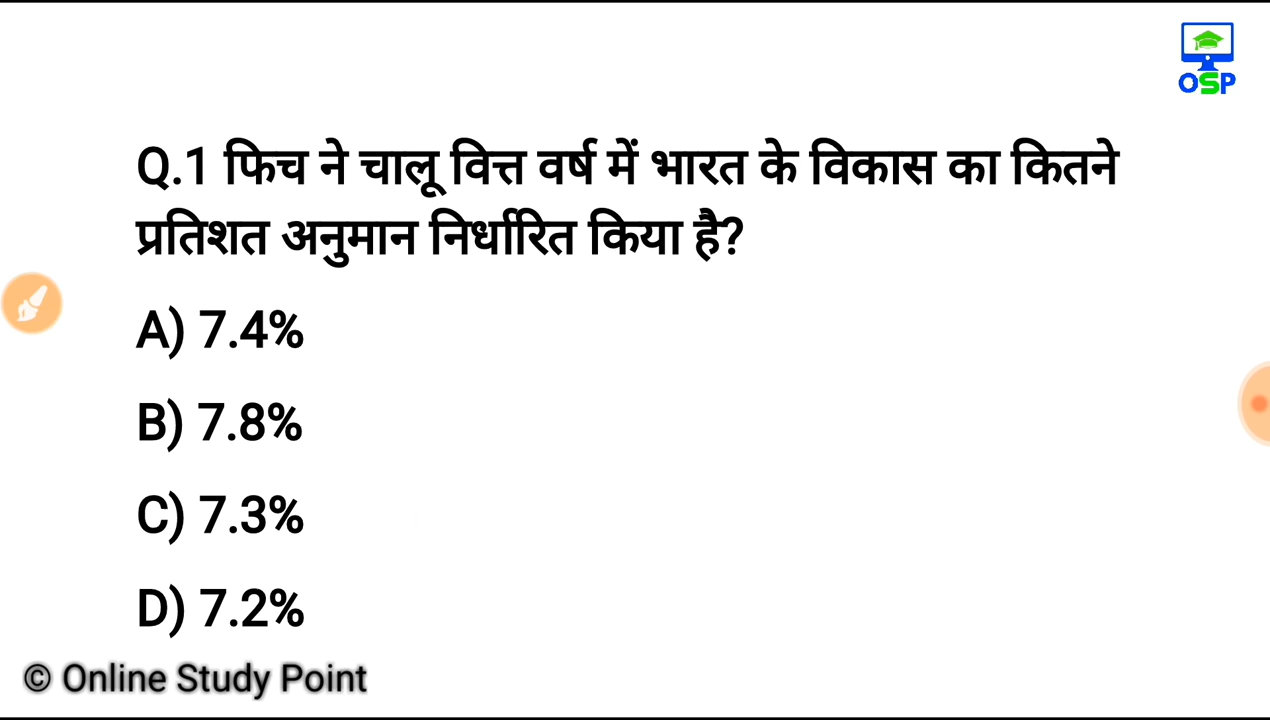 OSP
Q.1 फिच ने चालू वित्त वर्ष में भारत के विकास का कितने
प्रतिशत अनुमान निर्धारित किया है?
A) 7.4%
B) 7.8%
C) 7.3%
D) 7.2%
© Online Study Point